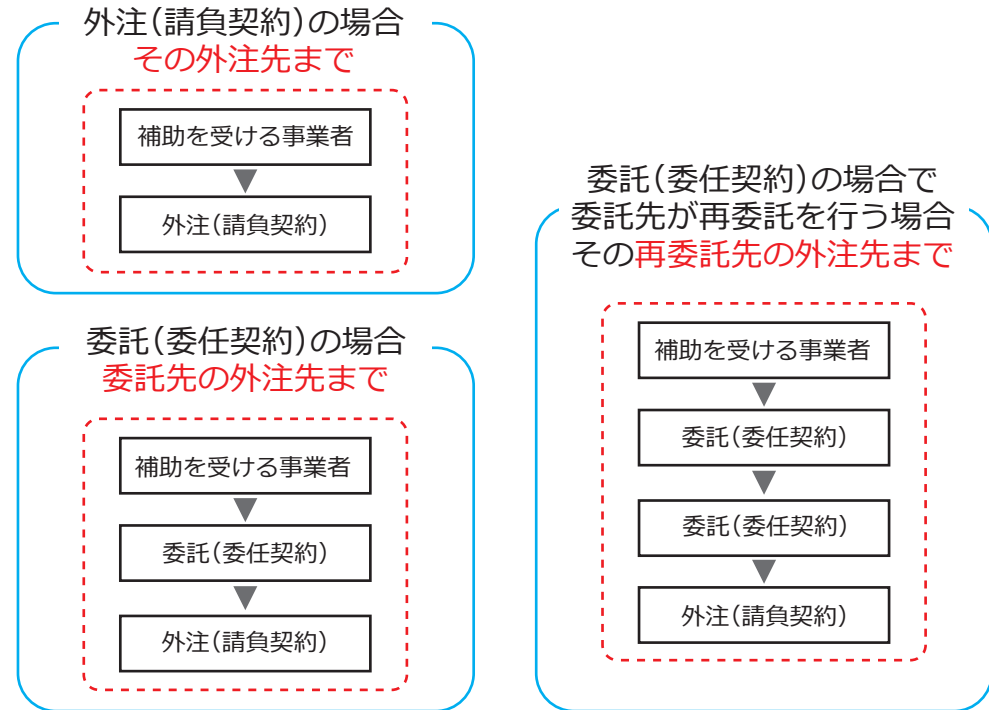 外注(請負契約)の場合
その外注先まで
補助を受ける事業者
外注(請負契約)
委託(委任契約)の場合
委託先の外注先まで
補助を受ける事業者
委託(委任契約)
外注(請負契約)
委託(委任契約)の場合で
委託先が再委託を行う場合
その再委託先の外注先まで
補助を受ける事業者
委託(委任契約)
委託(委任契約)
外注(請負契約)